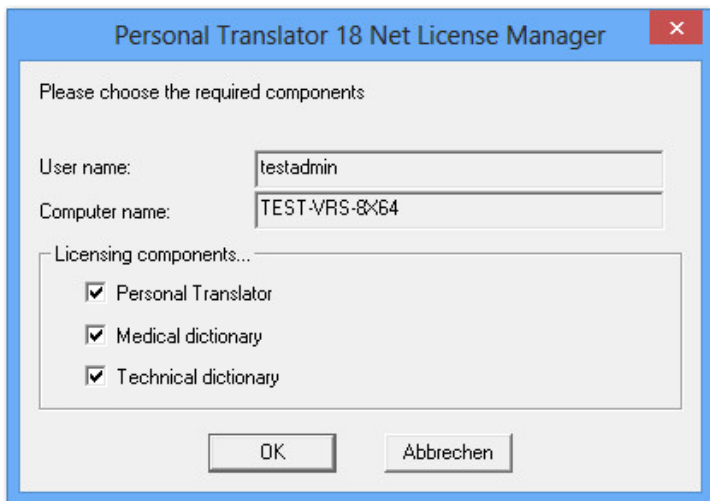 Personal Translator 18 Net License Manager
Please choose the required components
User name: testadmin
Computer name: TEST-VRS-8X64
Licensing components...
Personal Translator
Medical dictionary
Technical dictionary
OK Abbrechen